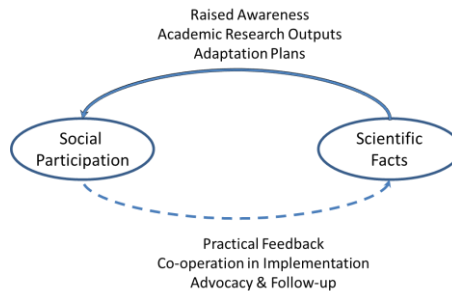 Raised Awareness
Academic Research Outputs
Adaptation Plans
Social
Participation
Scientific
Facts
Practical Feedback
Co-operation in Implementation
Advocacy & Follow-up